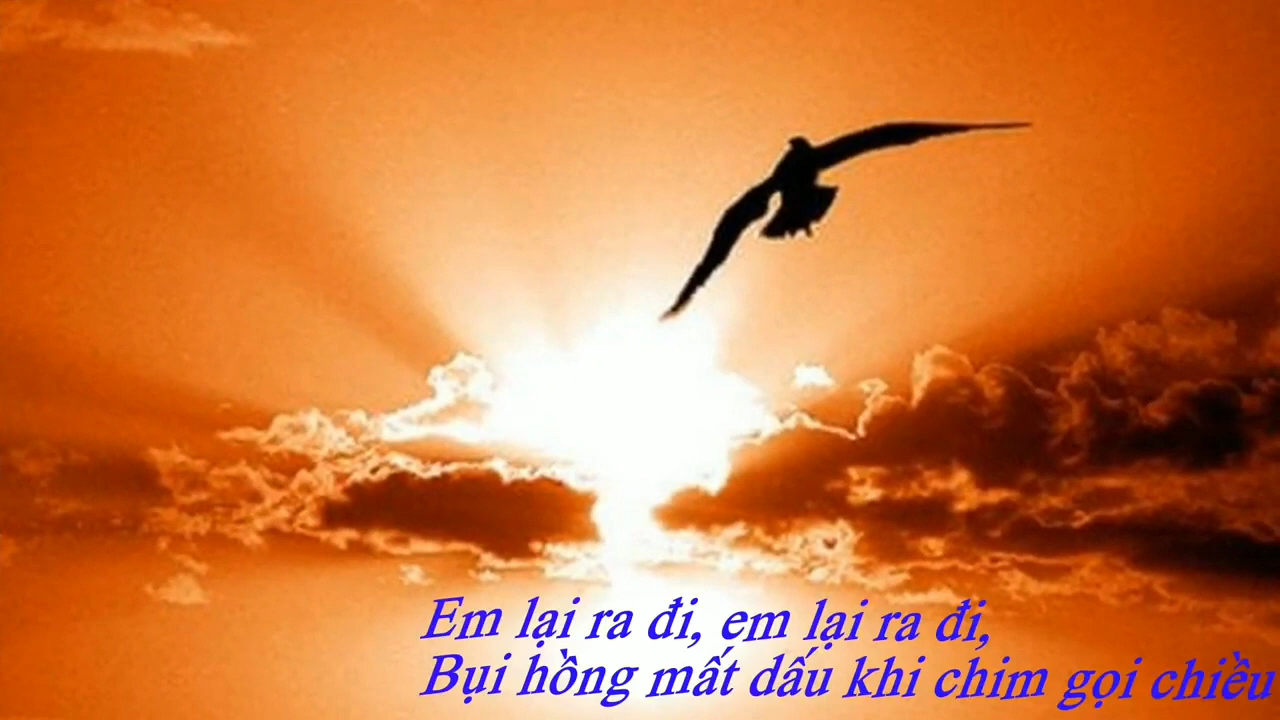 Em lại ra đi, em lại ra đi,
Bụi hồng mất dấu khi chim gọi chiều